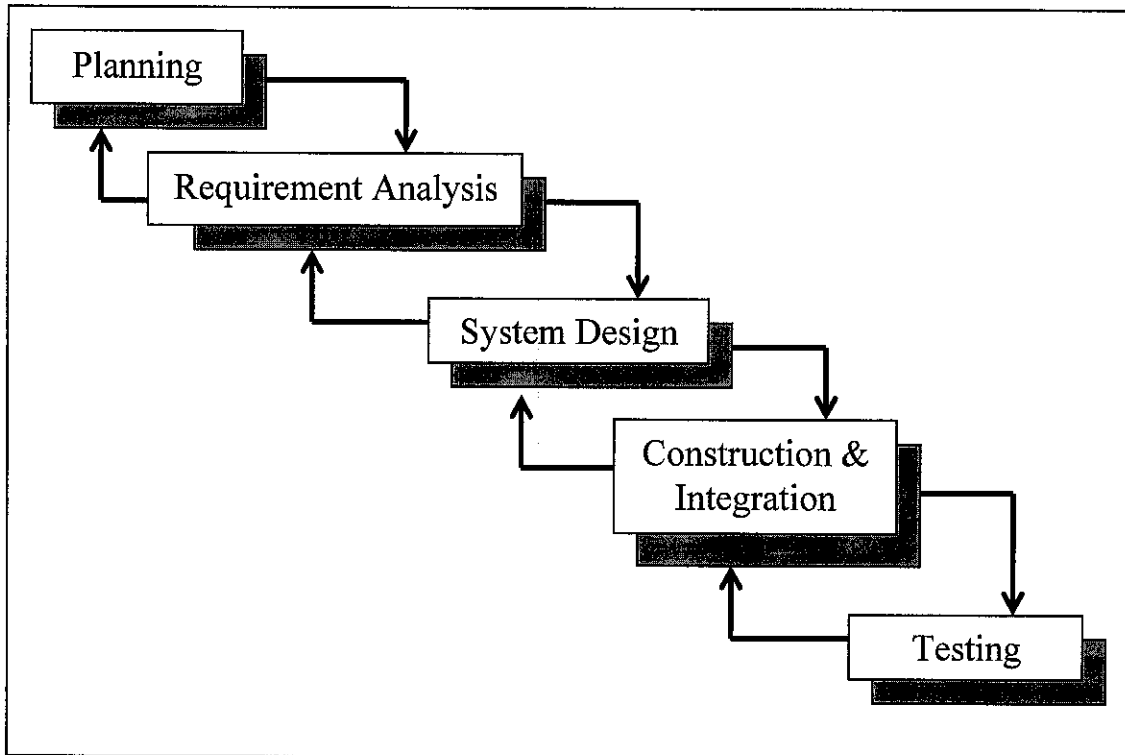 Planning
Requirement Analysis
System Design
Construction &
Integration
Testing